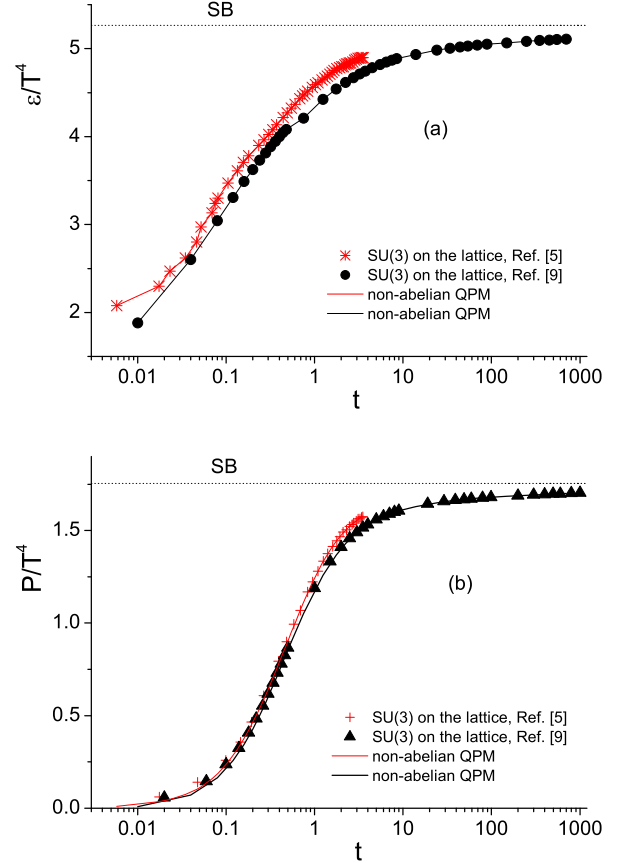 SB
5
4
3
2
ε/T⁴
(a)
SU(3) on the lattice, Ref. [5]
SU(3) on the lattice, Ref. [9]
non-abelian QPM
non-abelian QPM
0.01 0.1 1 10 100 1000
t
SB
1.5
1.0
0.5
0.0
P/T⁴
(b)
SU(3) on the lattice, Ref. [5]
SU(3) on the lattice, Ref. [9]
non-abelian QPM
non-abelian QPM
0.01 0.1 1 10 100 1000
t